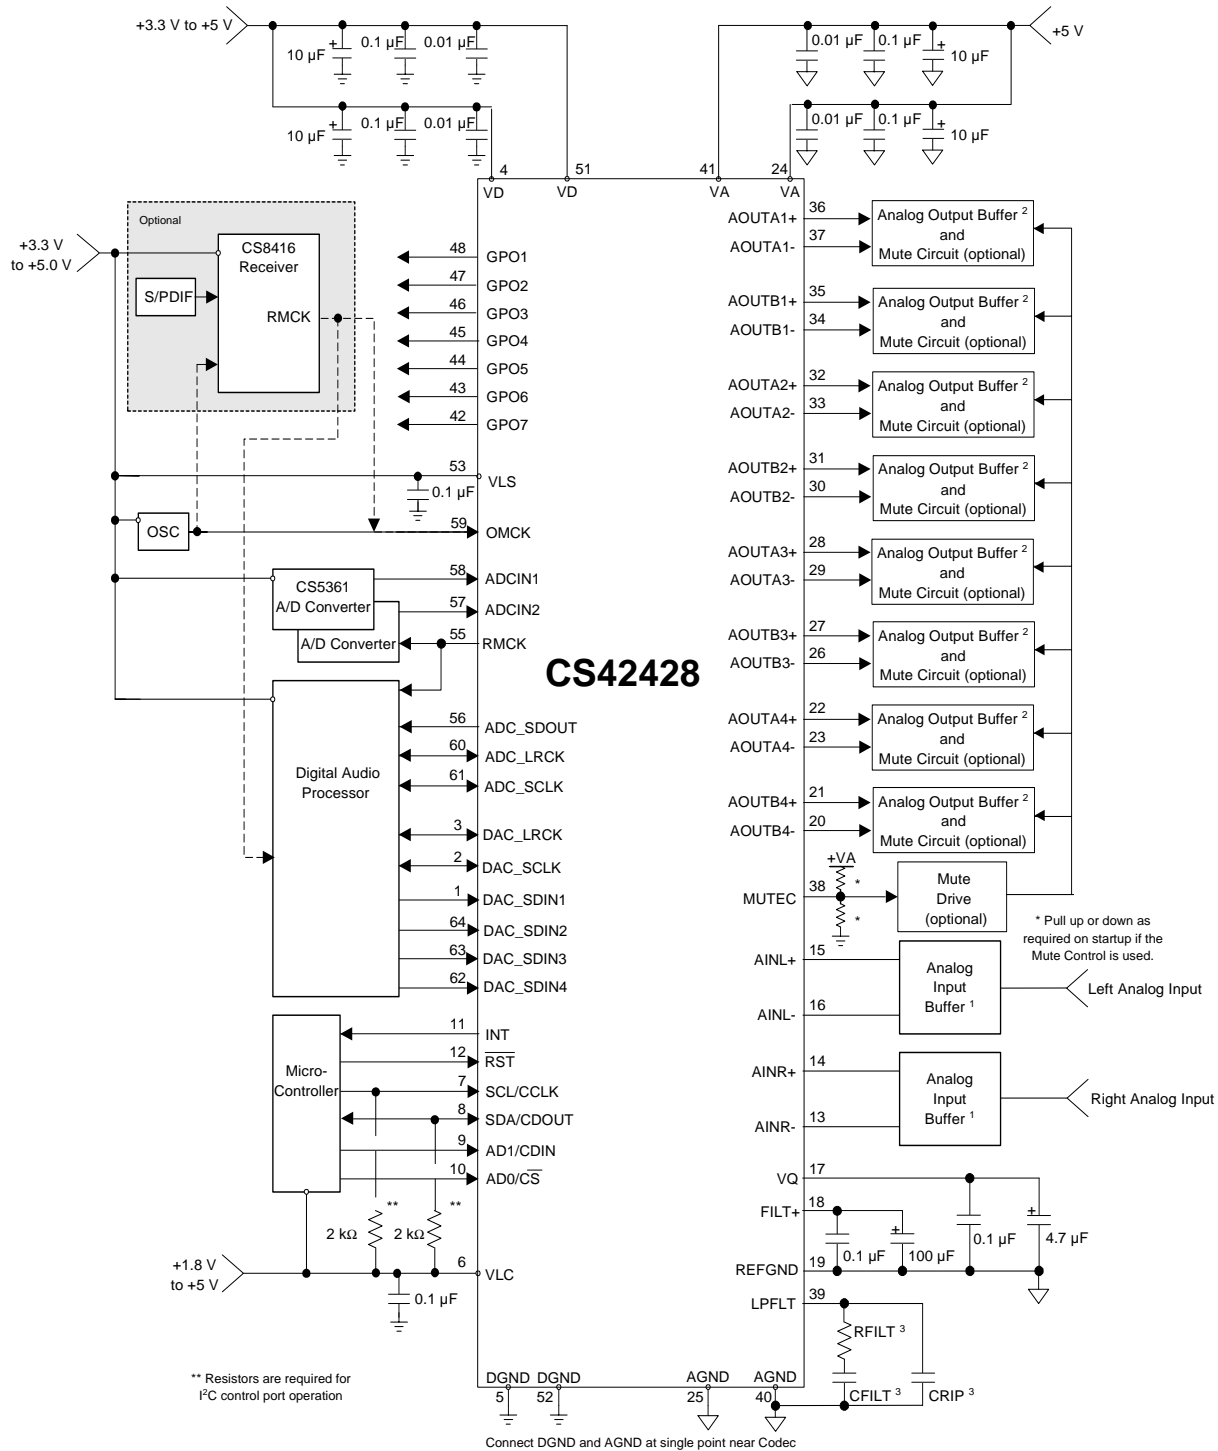 +3.3 V to +5 V
10 µF
+
0.1 µF
0.01 µF
10 µF
+
0.1 µF
0.01 µF
0.01 µF
0.1 µF
+
10 µF
+5 V
0.01 µF
0.1 µF
+
10 µF
4
VD
51
VD
41
VA
24
VA
Optional
+3.3 V
to +5.0 V
CS8416
Receiver
S/PDIF
RMCK
48
GPO1
47
GPO2
46
GPO3
45
GPO4
44
GPO5
43
GPO6
42
GPO7
53
VLS
0.1 µF
OSC
59
OMCK
CS5361
A/D Converter
A/D Converter
58
ADCIN1
57
ADCIN2
55
RMCK
CS42428
Digital Audio
Processor
56
ADC_SDOUT
60
ADC_LRCK
61
ADC_SCLK
3
DAC_LRCK
2
DAC_SCLK
1
DAC_SDIN1
64
DAC_SDIN2
63
DAC_SDIN3
62
DAC_SDIN4
Micro-
Controller
11
INT
12
RST
7
SCL/CCLK
8
SDA/CDOUT
9
AD1/CDIN
10
AD0/CS
**
**
2 kΩ
2 kΩ
+1.8 V
to +5 V
6
VLC
0.1 µF
** Resistors are required for
I²C control port operation
AOUTA1+
36
AOUTA1-
37
Analog Output Buffer ²
and
Mute Circuit (optional)
AOUTB1+
35
AOUTB1-
34
Analog Output Buffer ²
and
Mute Circuit (optional)
AOUTA2+
32
AOUTA2-
33
Analog Output Buffer ²
and
Mute Circuit (optional)
AOUTB2+
31
AOUTB2-
30
Analog Output Buffer ²
and
Mute Circuit (optional)
AOUTA3+
28
AOUTA3-
29
Analog Output Buffer ²
and
Mute Circuit (optional)
AOUTB3+
27
AOUTB3-
26
Analog Output Buffer ²
and
Mute Circuit (optional)
AOUTA4+
22
AOUTA4-
23
Analog Output Buffer ²
and
Mute Circuit (optional)
AOUTB4+
21
AOUTB4-
20
Analog Output Buffer ²
and
Mute Circuit (optional)
+VA
*
*
MUTEC
38
Mute
Drive
(optional)
* Pull up or down as
required on startup if the
Mute Control is used.
AINL+
15
AINL-
16
Analog
Input
Buffer ¹
Left Analog Input
AINR+
14
AINR-
13
Analog
Input
Buffer ¹
Right Analog Input
VQ
17
FILT+
18
0.1 µF
+
100 µF
0.1 µF
+
4.7 µF
REFGND
19
LPFLT
39
RFILT ³
CFILT ³
CRIP ³
DGND
5
DGND
52
AGND
25
AGND
40
Connect DGND and AGND at single point near Codec